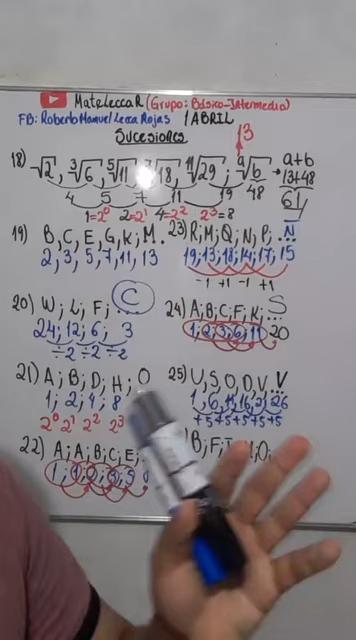 MateLeccaR (Grupo: Básico-Intermedio)
FB: Roberto Manuel Lecca Rojas / ABRIL
SUCESIONES
13
18) √2, ³√6, ⁵√11, √18, ¹¹√29; ᵃ√b → a+b
13+48
61
4 5 7 11 19 48
1=2⁰ 2=2¹ 4=2² 2³=8
19) B, C, E, G, K; M.
2, 3, 5, 7, 11, 13
23) R; M; Q; N; P; ... N
19, 13, 18, 14, 17, 15
-1 +1 -1 +1
20) W; L; F; ... C
24; 12; 6; 3
÷2 ÷2 ÷2
24) A; B; C; F; K; ... S
1; 2; 3; 6; 11; 20
21) A; B; D; H; O
1; 2; 4; 8
2⁰ 2¹ 2² 2³
25) U, S, O, D, V, V
1, 6, 11, 16, 21, 26
+5 +5 +5 +5 +5
22) A; A; B; C; E;
1, 1, 2, 3, 5
B; F;